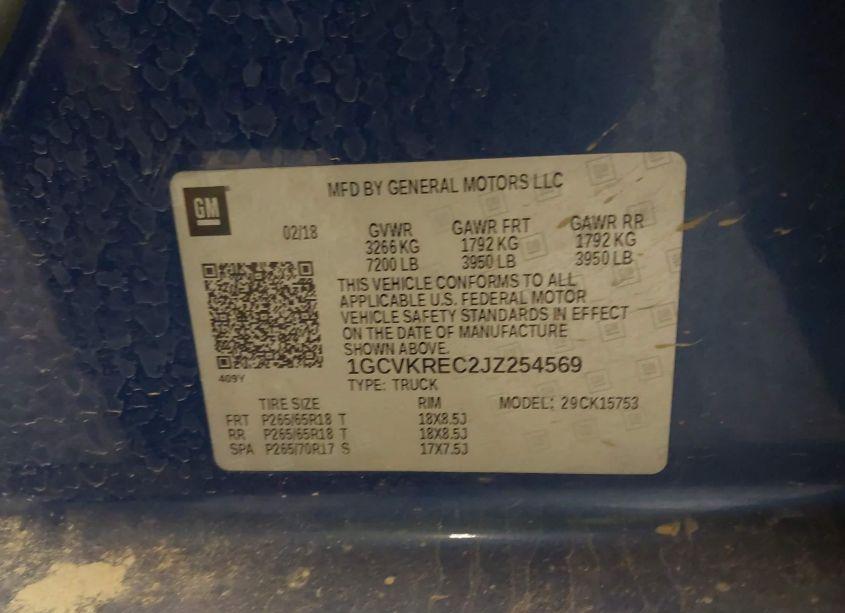 GM
MFD BY GENERAL MOTORS LLC
02/18 GVWR GAWR FRT GAWR RR
3266 KG 1792 KG 1792 KG
7200 LB 3950 LB 3950 LB
THIS VEHICLE CONFORMS TO ALL
APPLICABLE U.S. FEDERAL MOTOR
VEHICLE SAFETY STANDARDS IN EFFECT
ON THE DATE OF MANUFACTURE
SHOWN ABOVE.
409Y
1GCVKREC2JZ254569
TYPE: TRUCK
TIRE SIZE RIM MODEL: 29CK15753
FRT P265/65R18 T 18X8.5J
RR P265/65R18 T 18X8.5J
SPA P265/70R17 S 17X7.5J